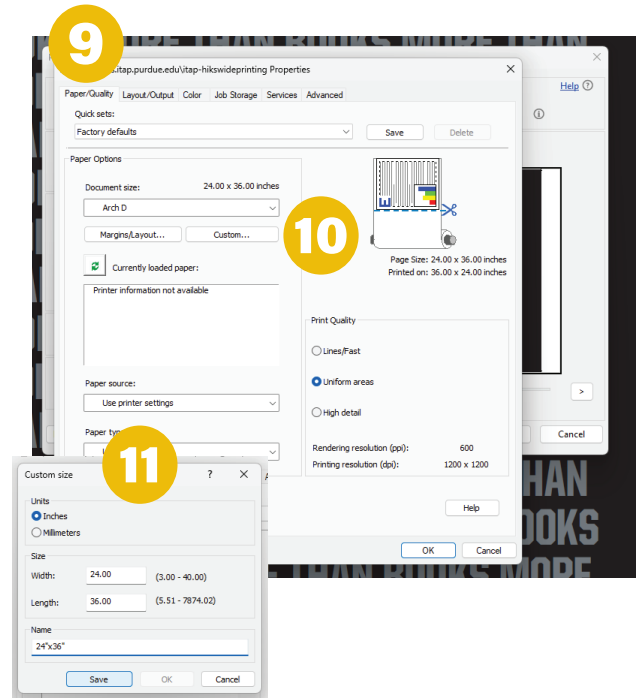 MORE THAN BOOKS MORE THAN
9
.itap.purdue.edu\itap-hikswideprinting Properties
Help
Paper/Quality Layout/Output Color Job Storage Services Advanced
Quick sets:
Factory defaults
Save
Delete
Paper Options
Document size:
24.00 x 36.00 inches
Arch D
Margins/Layout...
Custom...
10
Currently loaded paper:
Printer information not available
Page Size: 24.00 x 36.00 inches
Printed on: 36.00 x 24.00 inches
Print Quality
Lines/Fast
Uniform areas
High detail
Paper source:
Use printer settings
>
Cancel
Rendering resolution (ppi): 600
Printing resolution (dpi): 1200 x 1200
Help
OK
Cancel
11
Custom size
?
Units
Inches
Millimeters
Size
Width: 24.00 (3.00 - 40.00)
Length: 36.00 (5.51 - 7874.02)
Name
24"x36"
Save
OK
Cancel
THAN
BOOKS
THAN BOOKS MORE